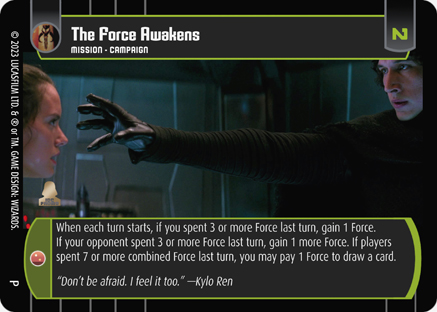 The Force Awakens
MISSION • CAMPAIGN
When each turn starts, if you spent 3 or more Force last turn, gain 1 Force.
If your opponent spent 3 or more Force last turn, gain 1 more Force. If players
spent 7 or more combined Force last turn, you may pay 1 Force to draw a card.
“Don’t be afraid. I feel it too.” —Kylo Ren
© 2023 LUCASFILM LTD. & ® or TM. GAME DESIGN: WIZARDS.
P